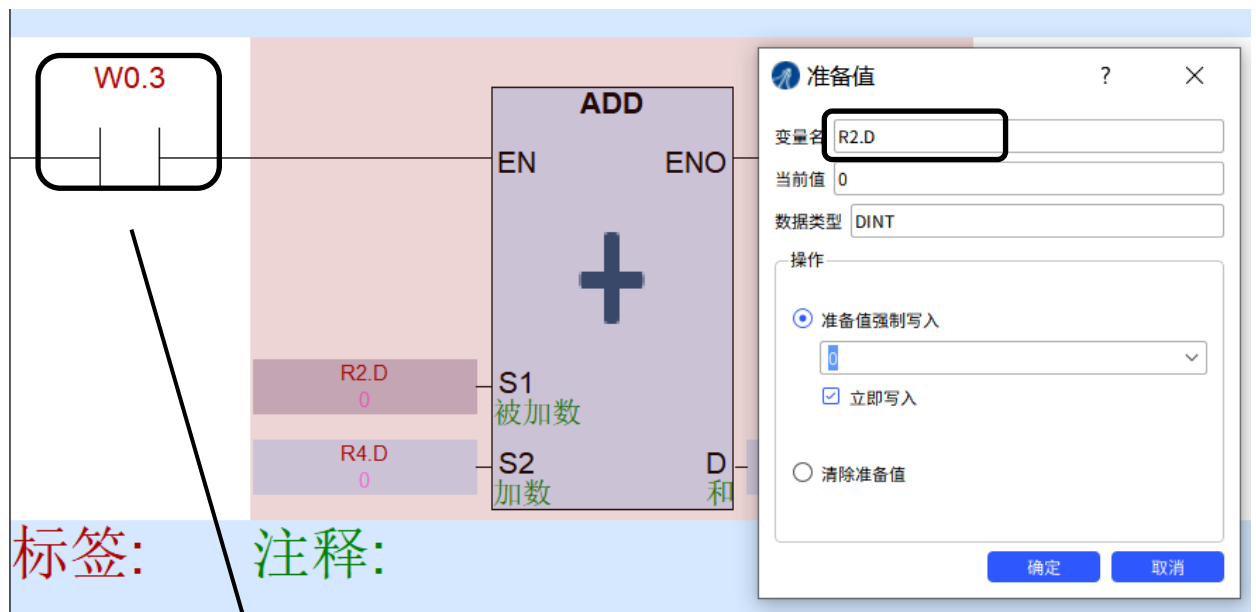 W0.3
ADD
EN
ENO
R2.D
0
S1
被加数
R4.D
0
S2
加数
D
和
标签:
注释:
准备值
?
变量名 R2.D
当前值 0
数据类型 DINT
操作
准备值强制写入
0
立即写入
清除准备值
确定
取消